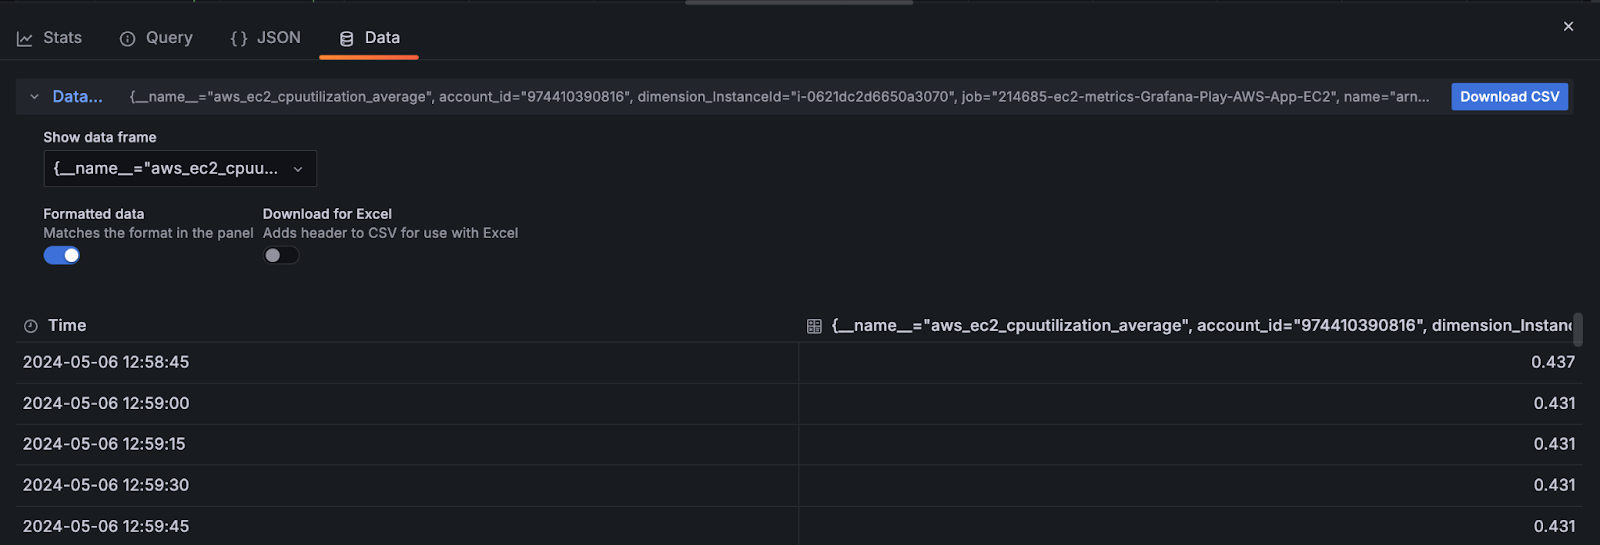 Stats Query {} JSON Data
Data... {__name__="aws_ec2_cpuutilization_average", account_id="974410390816", dimension_InstanceId="i-0621dc2d6650a3070", job="214685-ec2-metrics-Grafana-Play-AWS-App-EC2", name="arn... Download CSV
Show data frame
{__name__="aws_ec2_cpuu...
Formatted data Download for Excel
Matches the format in the panel Adds header to CSV for use with Excel
Time {__name__="aws_ec2_cpuutilization_average", account_id="974410390816", dimension_Instanc
2024-05-06 12:58:45 0.437
2024-05-06 12:59:00 0.431
2024-05-06 12:59:15 0.431
2024-05-06 12:59:30 0.431
2024-05-06 12:59:45 0.431